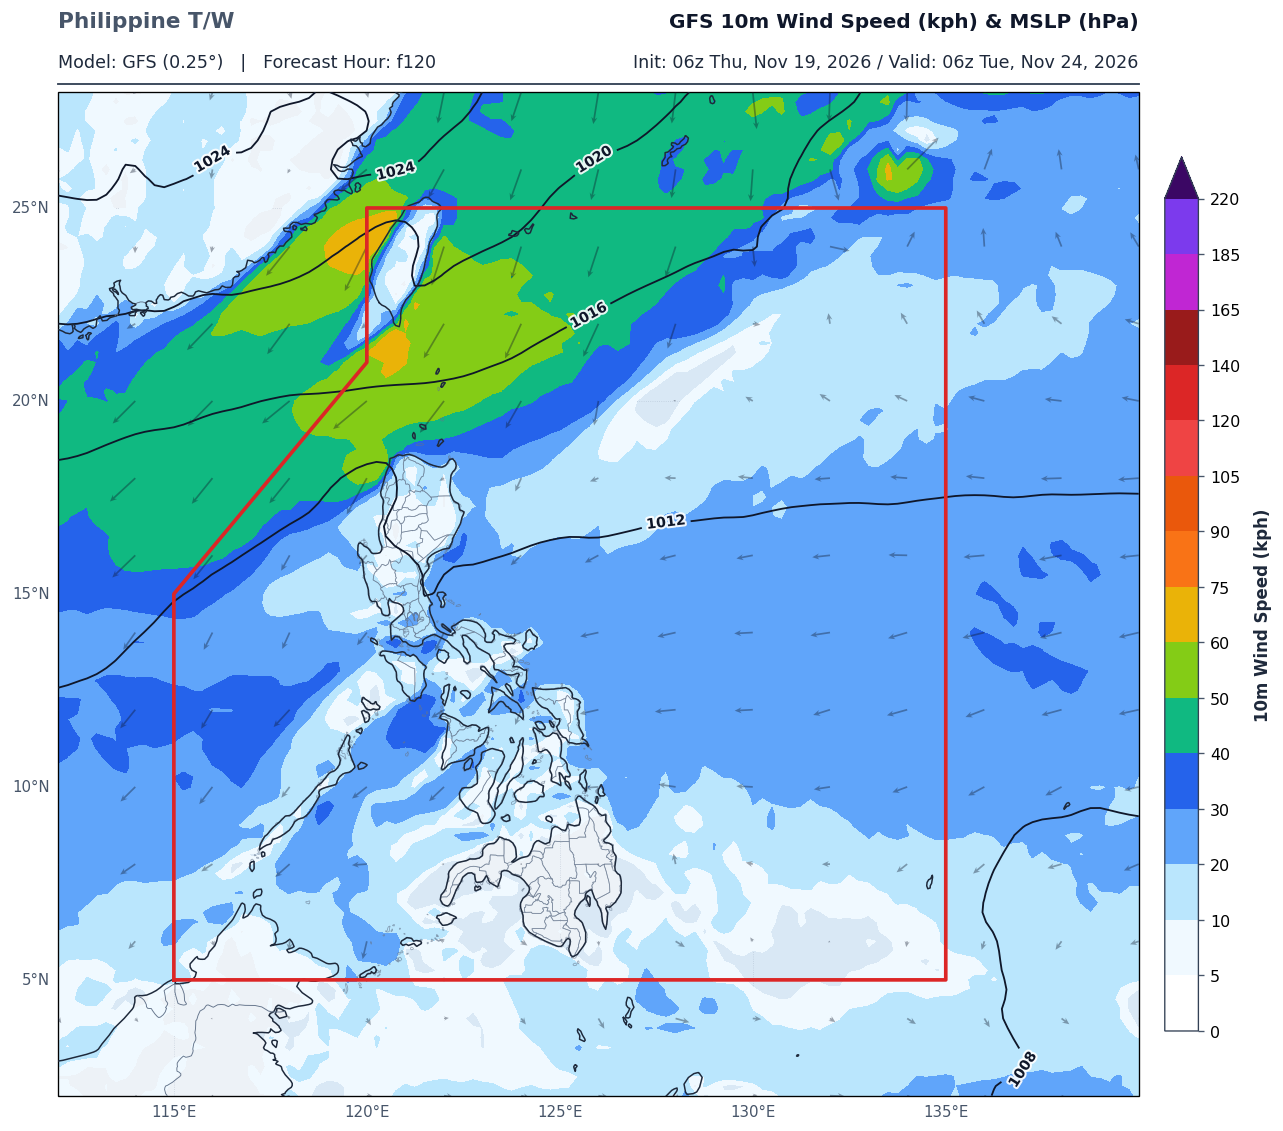 Philippine T/W
GFS 10m Wind Speed (kph) & MSLP (hPa)
Model: GFS (0.25°) | Forecast Hour: f120
Init: 06z Thu, Nov 19, 2026 / Valid: 06z Tue, Nov 24, 2026
1024
1024
1020
1016
1012
1008
25°N
20°N
15°N
10°N
5°N
115°E
120°E
125°E
130°E
135°E
220
185
165
140
120
105
90
75
60
50
40
30
20
10
5
0
10m Wind Speed (kph)